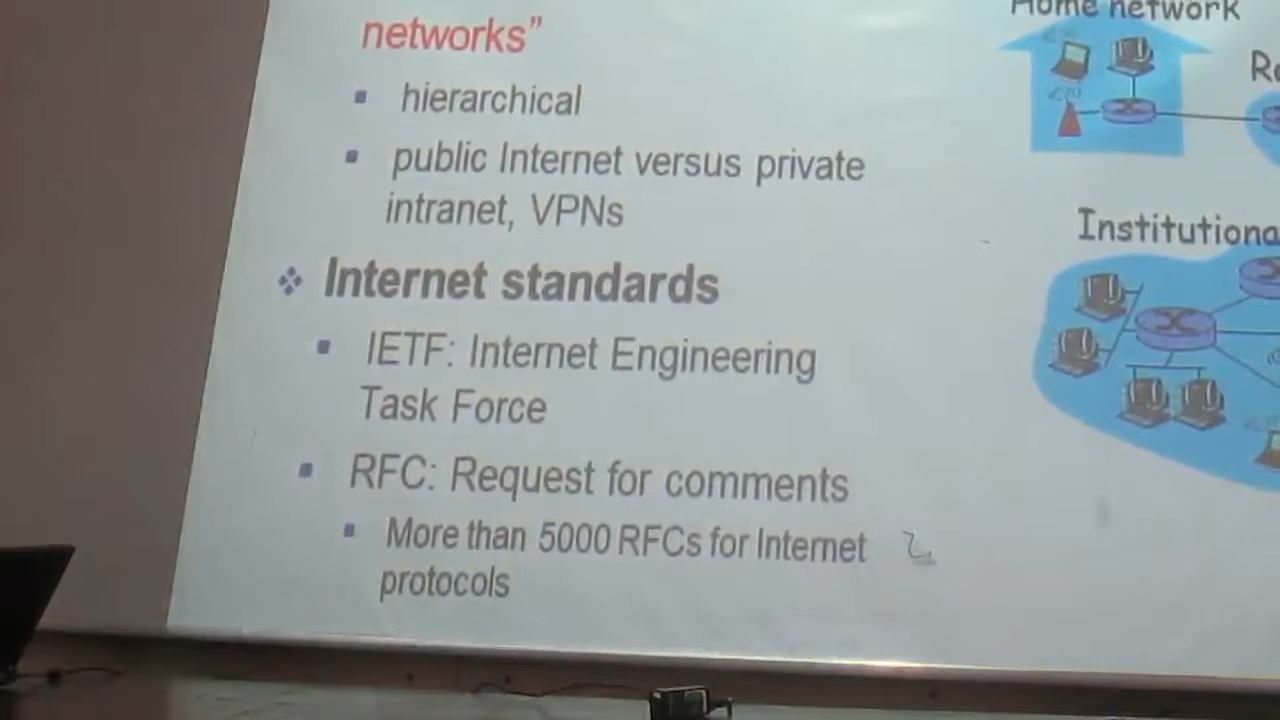 networks”
hierarchical
public Internet versus private
intranet, VPNs
Internet standards
IETF: Internet Engineering
Task Force
RFC: Request for comments
More than 5000 RFCs for Internet
protocols
Home network